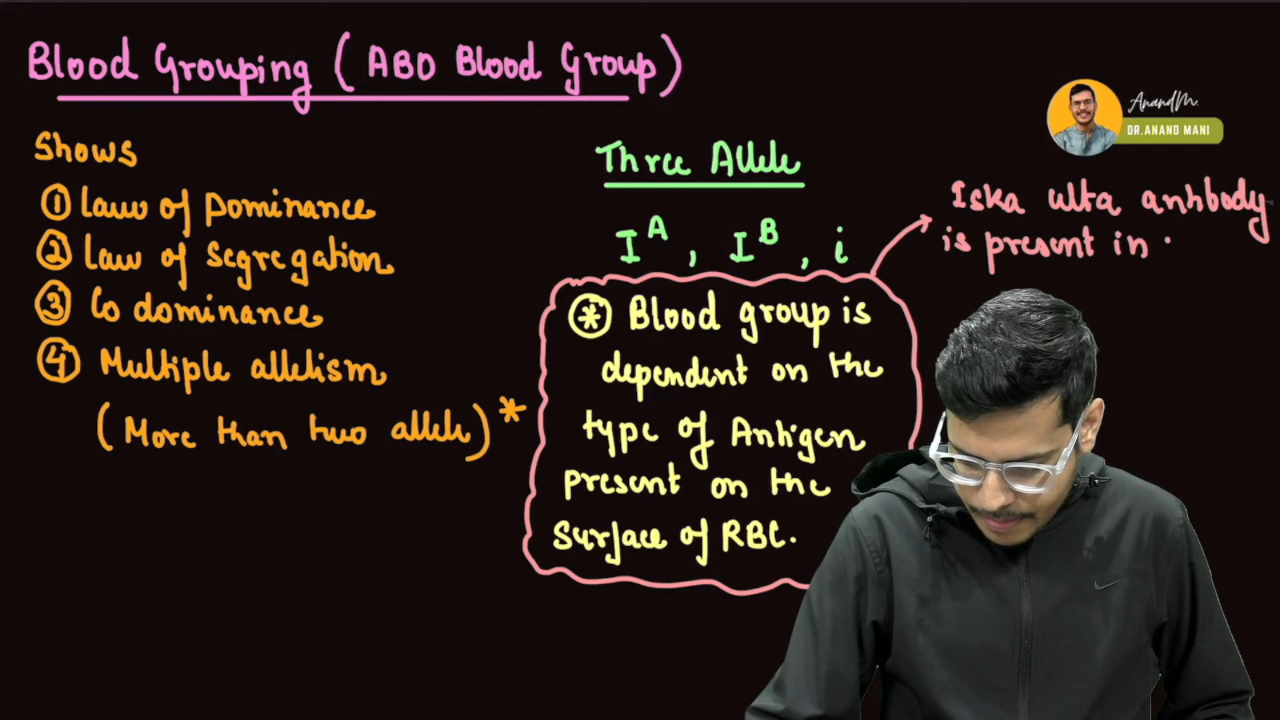 Blood Grouping (ABO Blood Group)
Shows
① Law of Dominance
② Law of Segregation
③ Co dominance
④ Multiple allelism
(More than two allele)*
Three Allele
I^A, I^B, i
⊛ Blood group is
dependent on the
type of Antigen
present on the
Surface of RBC.
AnandM.
DR.ANAND MANI
Iska ulta antibody
is present in